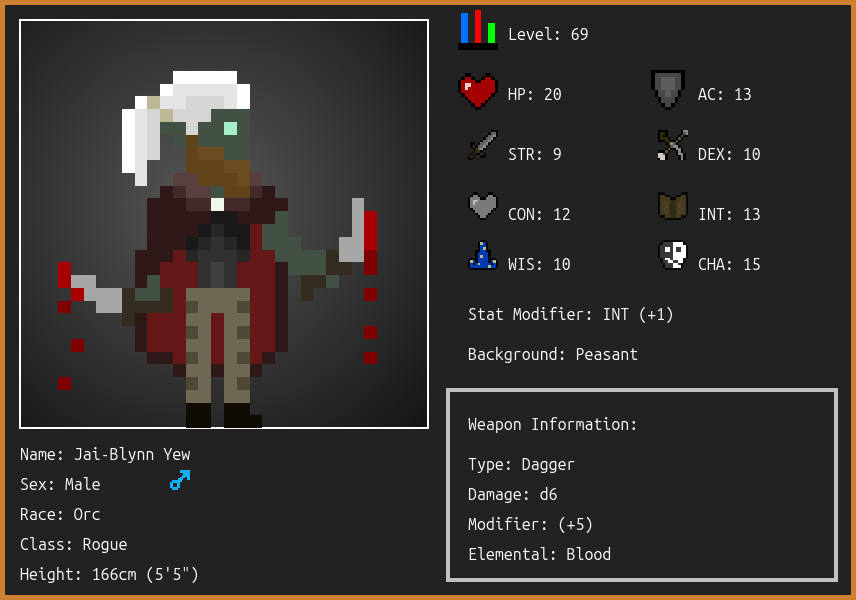 Level: 69
HP: 20
AC: 13
STR: 9
DEX: 10
CON: 12
INT: 13
WIS: 10
CHA: 15
Stat Modifier: INT (+1)
Background: Peasant
Weapon Information:
Type: Dagger
Damage: d6
Modifier: (+5)
Elemental: Blood
Name: Jai-Blynn Yew
Sex: Male
Race: Orc
Class: Rogue
Height: 166cm (5'5")